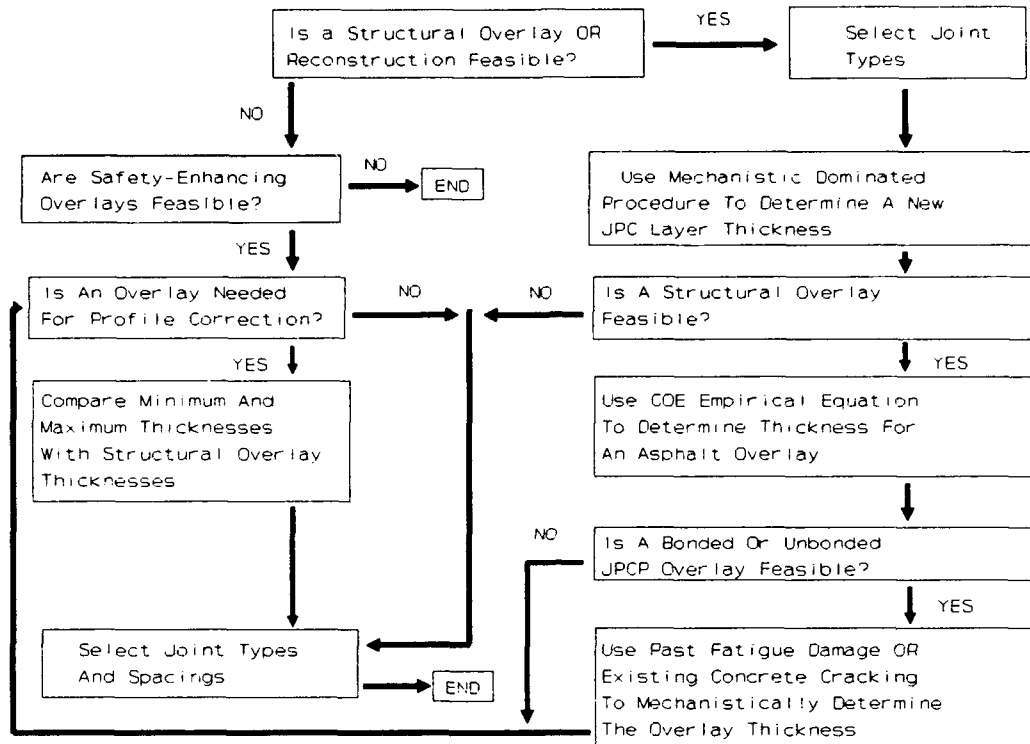 Is a Structural Overlay OR
Reconstruction Feasible?
YES
Select Joint
Types
NO
Are Safety-Enhancing
Overlays Feasible?
NO
END
Use Mechanistic Dominated
Procedure To Determine A New
JPC Layer Thickness
YES
Is An Overlay Needed
For Profile Correction?
NO
NO
Is A Structural Overlay
Feasible?
YES
YES
Compare Minimum And
Maximum Thicknesses
With Structural Overlay
Thicknesses
Use COE Empirical Equation
To Determine Thickness For
An Asphalt Overlay
NO
Is A Bonded Or Unbonded
JPCP Overlay Feasible?
YES
Select Joint Types
And Spacings
END
Use Past Fatigue Damage OR
Existing Concrete Cracking
To Mechanistically Determine
The Overlay Thickness